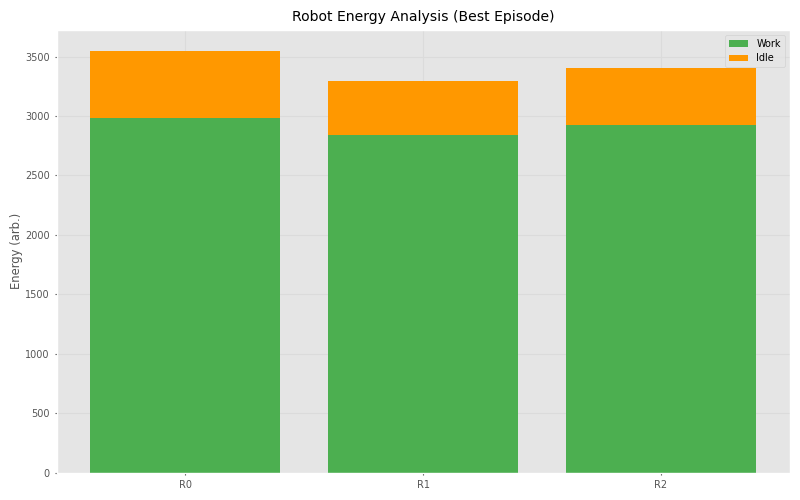 Robot Energy Analysis (Best Episode)
Work
Idle
Energy (arb.)
3500
3000
2500
2000
1500
1000
500
0
R0 R1 R2